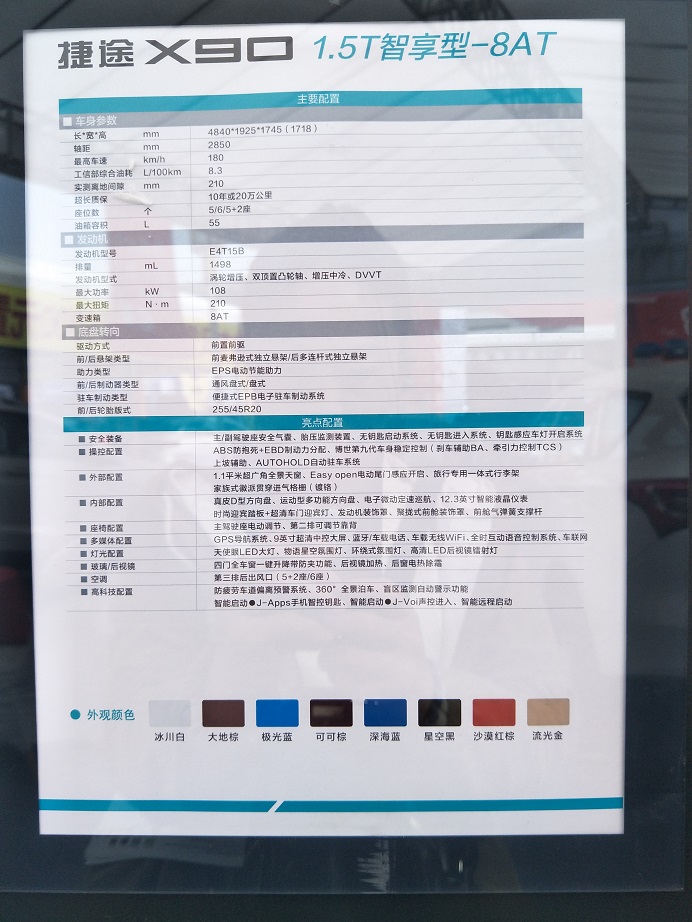 捷途 X90 1.5T智享型-8AT
主要配置
车身参数
长*宽*高 mm 4840*1925*1745（1718）
轴距 mm 2850
最高车速 km/h 180
工信部综合油耗 L/100km 8.3
实测离地间隙 mm 210
超长质保 10年或20万公里
座位数 个 5/6/5+2座
油箱容积 L 55
发动机
发动机型号 E4T15B
排量 mL 1498
发动机型式 涡轮增压、双顶置凸轮轴、增压中冷、DVVT
最大功率 kW 108
最大扭矩 N·m 210
变速箱 8AT
底盘转向
驱动方式 前置前驱
前/后悬架类型 前麦弗逊式独立悬架/后多连杆式独立悬架
助力类型 EPS电动节能助力
前/后制动器类型 通风盘式/盘式
驻车制动类型 便捷式EPB电子驻车制动系统
前/后轮胎版式 255/45R20
亮点配置
安全装备 主/副驾驶座安全气囊、胎压监测装置、无钥匙启动系统、无钥匙进入系统、钥匙感应车灯开启系统
操控配置 ABS防抱死+EBD制动力分配、博世第九代车身稳定控制（刹车辅助BA、牵引力控制TCS）
上坡辅助、AUTOHOLD自动驻车系统
外部配置 1.1平米超广角全景天窗、Easy open电动尾门感应开启、旅行专用一体式行李架
家族式徽派贯穿进气格栅（镀铬）
内部配置 真皮D型方向盘、运动型多功能方向盘、电子微动定速巡航、12.3英寸智能液晶仪表
时尚迎宾踏板+超清车门迎宾灯、发动机装饰罩、聚拢式前舱装饰罩、前舱气弹簧支撑杆
座椅配置 主驾驶座电动调节、第二排可调节靠背
多媒体配置 GPS导航系统、9英寸超清中控大屏、蓝牙/车载电话、车载无线WiFi、全时互动语音控制系统、车联网
灯光配置 天使眼LED大灯、物语星空氛围灯、环绕式氛围灯、高清LED后视镜镭射灯
玻璃/后视镜 四门全车窗一键升降带防夹功能、后视镜加热、后窗电热除霜
空调 第三排后出风口（5+2座/6座）
高科技配置 防疲劳车道偏离预警系统、360°全景泊车、盲区监测自动警示功能
智能启动●J-Apps手机智控钥匙、智能启动●J-Voi声控进入、智能远程启动
外观颜色
冰川白 大地棕 极光蓝 可可棕 深海蓝 星空黑 沙漠红棕 流光金